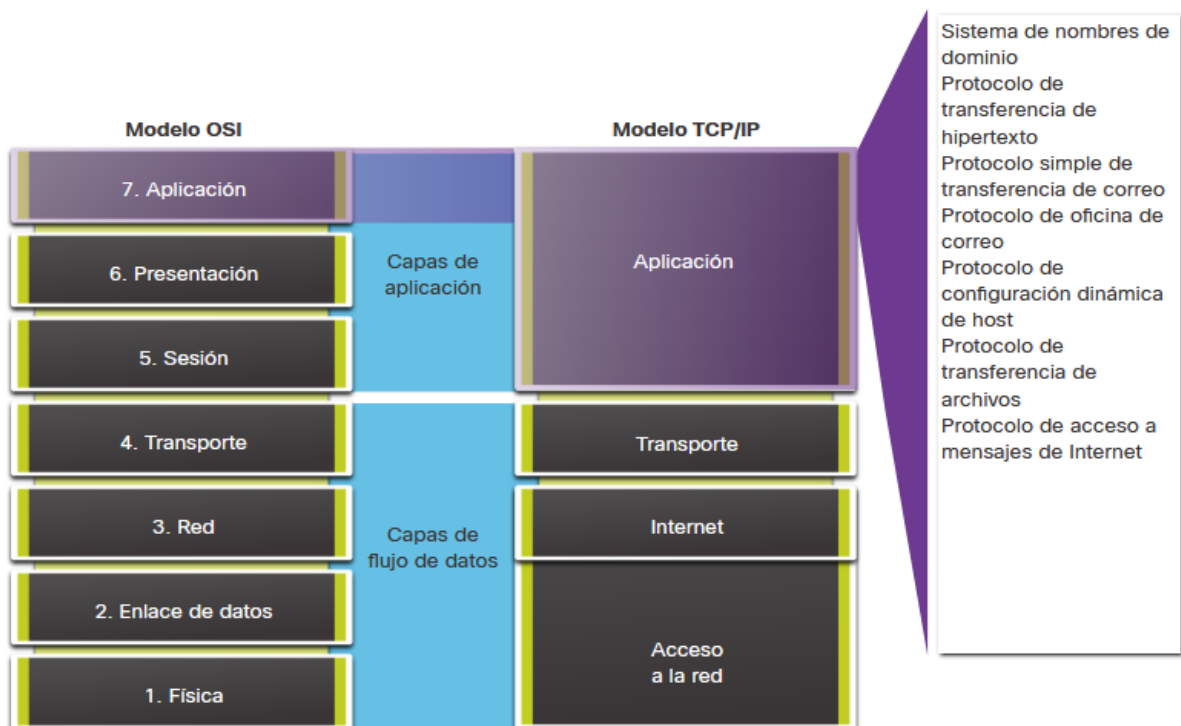 Modelo OSI
7. Aplicación
6. Presentación
5. Sesión
4. Transporte
3. Red
2. Enlace de datos
1. Física
Capas de
aplicación
Capas de
flujo de datos
Modelo TCP/IP
Aplicación
Transporte
Internet
Acceso
a la red
Sistema de nombres de
dominio
Protocolo de
transferencia de
hipertexto
Protocolo simple de
transferencia de correo
Protocolo de oficina de
correo
Protocolo de
configuración dinámica
de host
Protocolo de
transferencia de
archivos
Protocolo de acceso a
mensajes de Internet